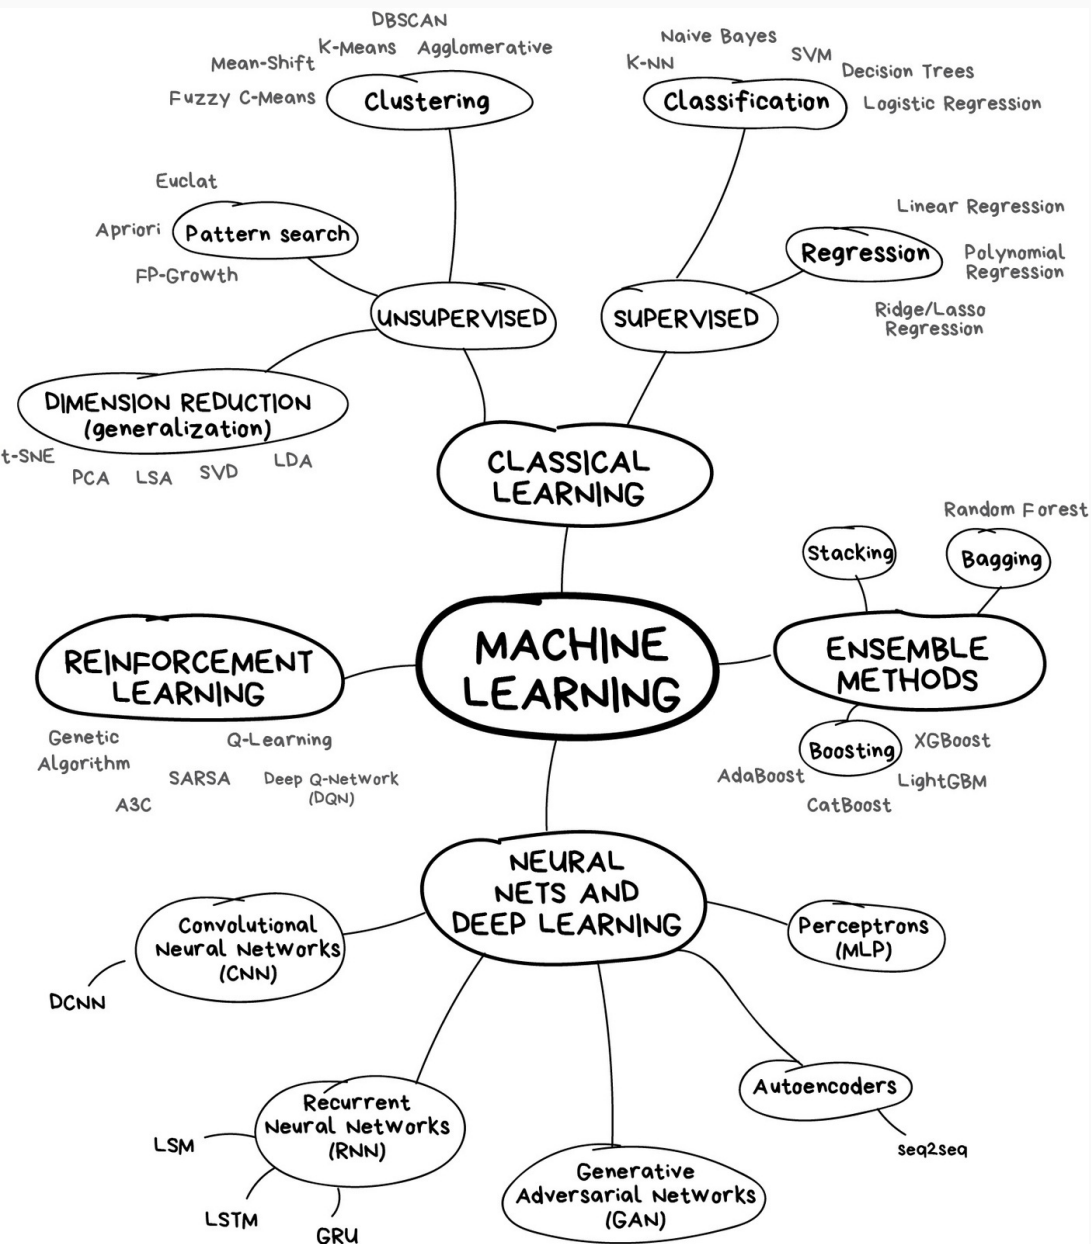 DBSCAN
K-Means
Agglomerative
Mean-Shift
Fuzzy C-Means
Clustering
Naive Bayes
K-NN
SVM
Decision Trees
Classification
Logistic Regression
Euclat
Apriori
Pattern search
FP-Growth
Linear Regression
Regression
Polynomial
Regression
Ridge/Lasso
Regression
UNSUPERVISED
SUPERVISED
DIMENSION REDUCTION
(generalization)
t-SNE
PCA
LSA
SVD
LDA
CLASSICAL
LEARNING
Random Forest
Stacking
Bagging
REINFORCEMENT
LEARNING
MACHINE
LEARNING
ENSEMBLE
METHODS
Genetic
Algorithm
Q-Learning
SARSA
Deep Q-Network
(DQN)
A3C
Boosting
XGBoost
AdaBoost
LightGBM
CatBoost
NEURAL
NETS AND
DEEP LEARNING
Convolutional
Neural Networks
(CNN)
DCNN
Perceptrons
(MLP)
Autoencoders
seq2seq
Recurrent
Neural Networks
(RNN)
LSM
LSTM
GRU
Generative
Adversarial Networks
(GAN)